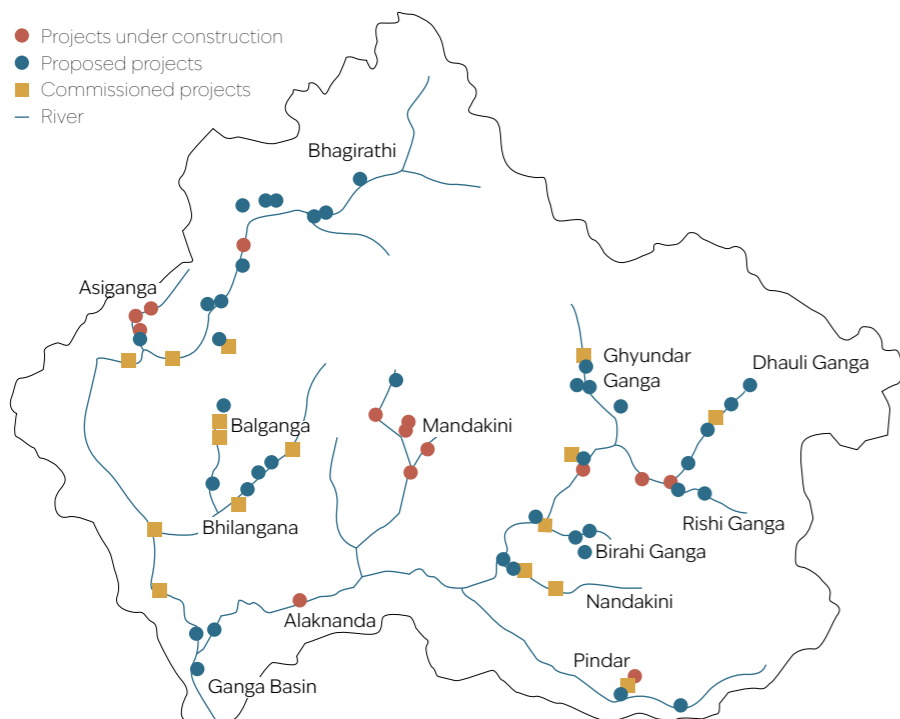 Projects under construction
Proposed projects
Commissioned projects
River
Bhagirathi
Asiganga
Ghyundar
Ganga
Dhauli Ganga
Balganga
Mandakini
Bhilangana
Rishi Ganga
Birahi Ganga
Nandakini
Alaknanda
Pindar
Ganga Basin